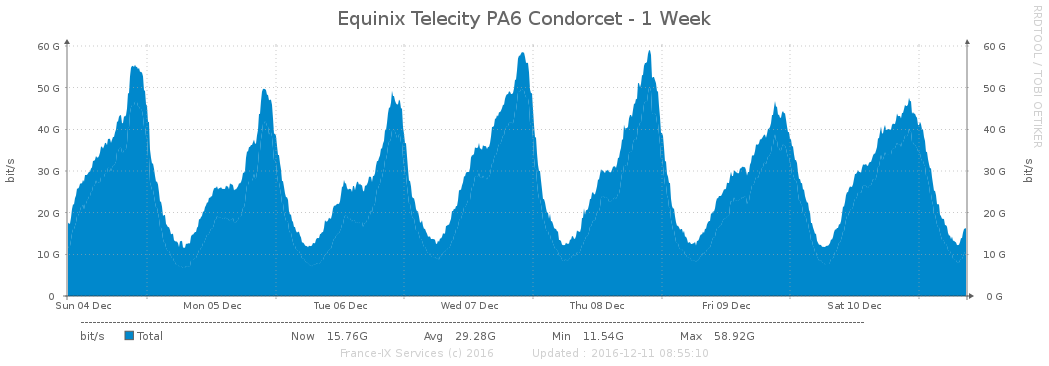 Equinix Telecity PA6 Condorcet - 1 Week
RRDTOOL / TOBI OETIKER
60 G 60 G
50 G 50 G
40 G 40 G
30 G 30 G
20 G 20 G
10 G 10 G
0 0 G
bit/s
bit/s
Sun 04 Dec Mon 05 Dec Tue 06 Dec Wed 07 Dec Thu 08 Dec Fri 09 Dec Sat 10 Dec
bit/s Total Now 15.76G Avg 29.28G Min 11.54G Max 58.92G
France-IX Services (c) 2016 Updated : 2016-12-11 08:55:10